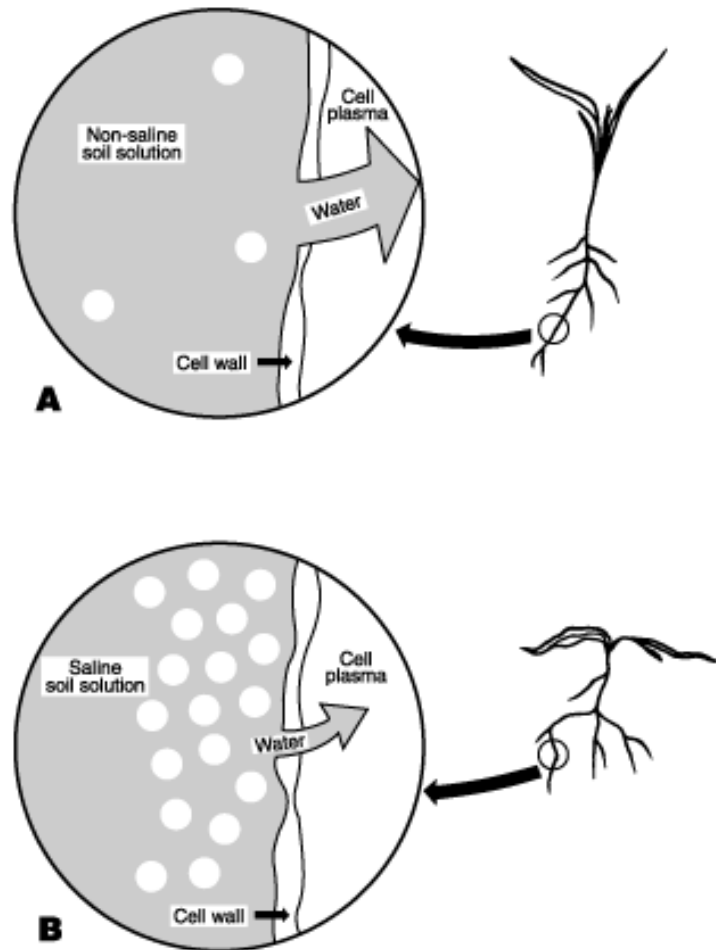 Cell
plasma
Non-saline
soil solution
Water
Cell wall
A
Saline
soil solution
Cell
plasma
Water
Cell wall
B